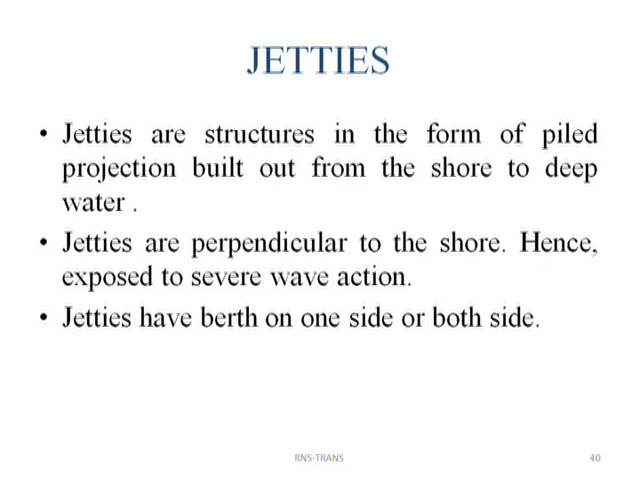 JETTIES
• Jetties are structures in the form of piled
projection built out from the shore to deep
water .
• Jetties are perpendicular to the shore. Hence,
exposed to severe wave action.
• Jetties have berth on one side or both side.
RNS-TRANS
40